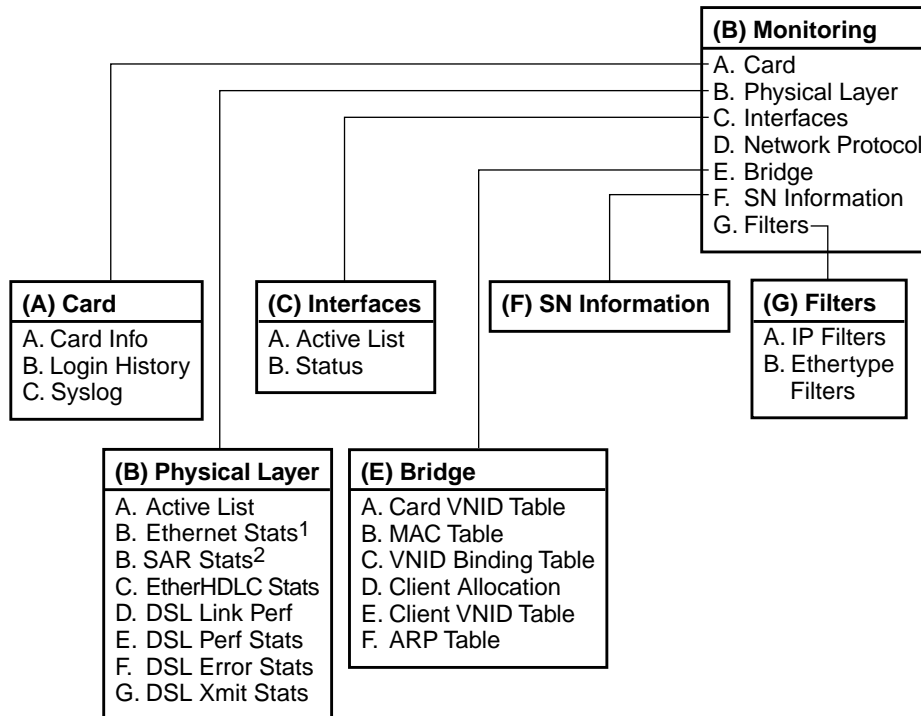 (B) Monitoring
A. Card
B. Physical Layer
C. Interfaces
D. Network Protocol
E. Bridge
F. SN Information
G. Filters
(A) Card
A. Card Info
B. Login History
C. Syslog
(C) Interfaces
A. Active List
B. Status
(F) SN Information
(G) Filters
A. IP Filters
B. Ethertype
Filters
(B) Physical Layer
A. Active List
B. Ethernet Stats1
B. SAR Stats2
C. EtherHDLC Stats
D. DSL Link Perf
E. DSL Perf Stats
F. DSL Error Stats
G. DSL Xmit Stats
(E) Bridge
A. Card VNID Table
B. MAC Table
C. VNID Binding Table
D. Client Allocation
E. Client VNID Table
F. ARP Table